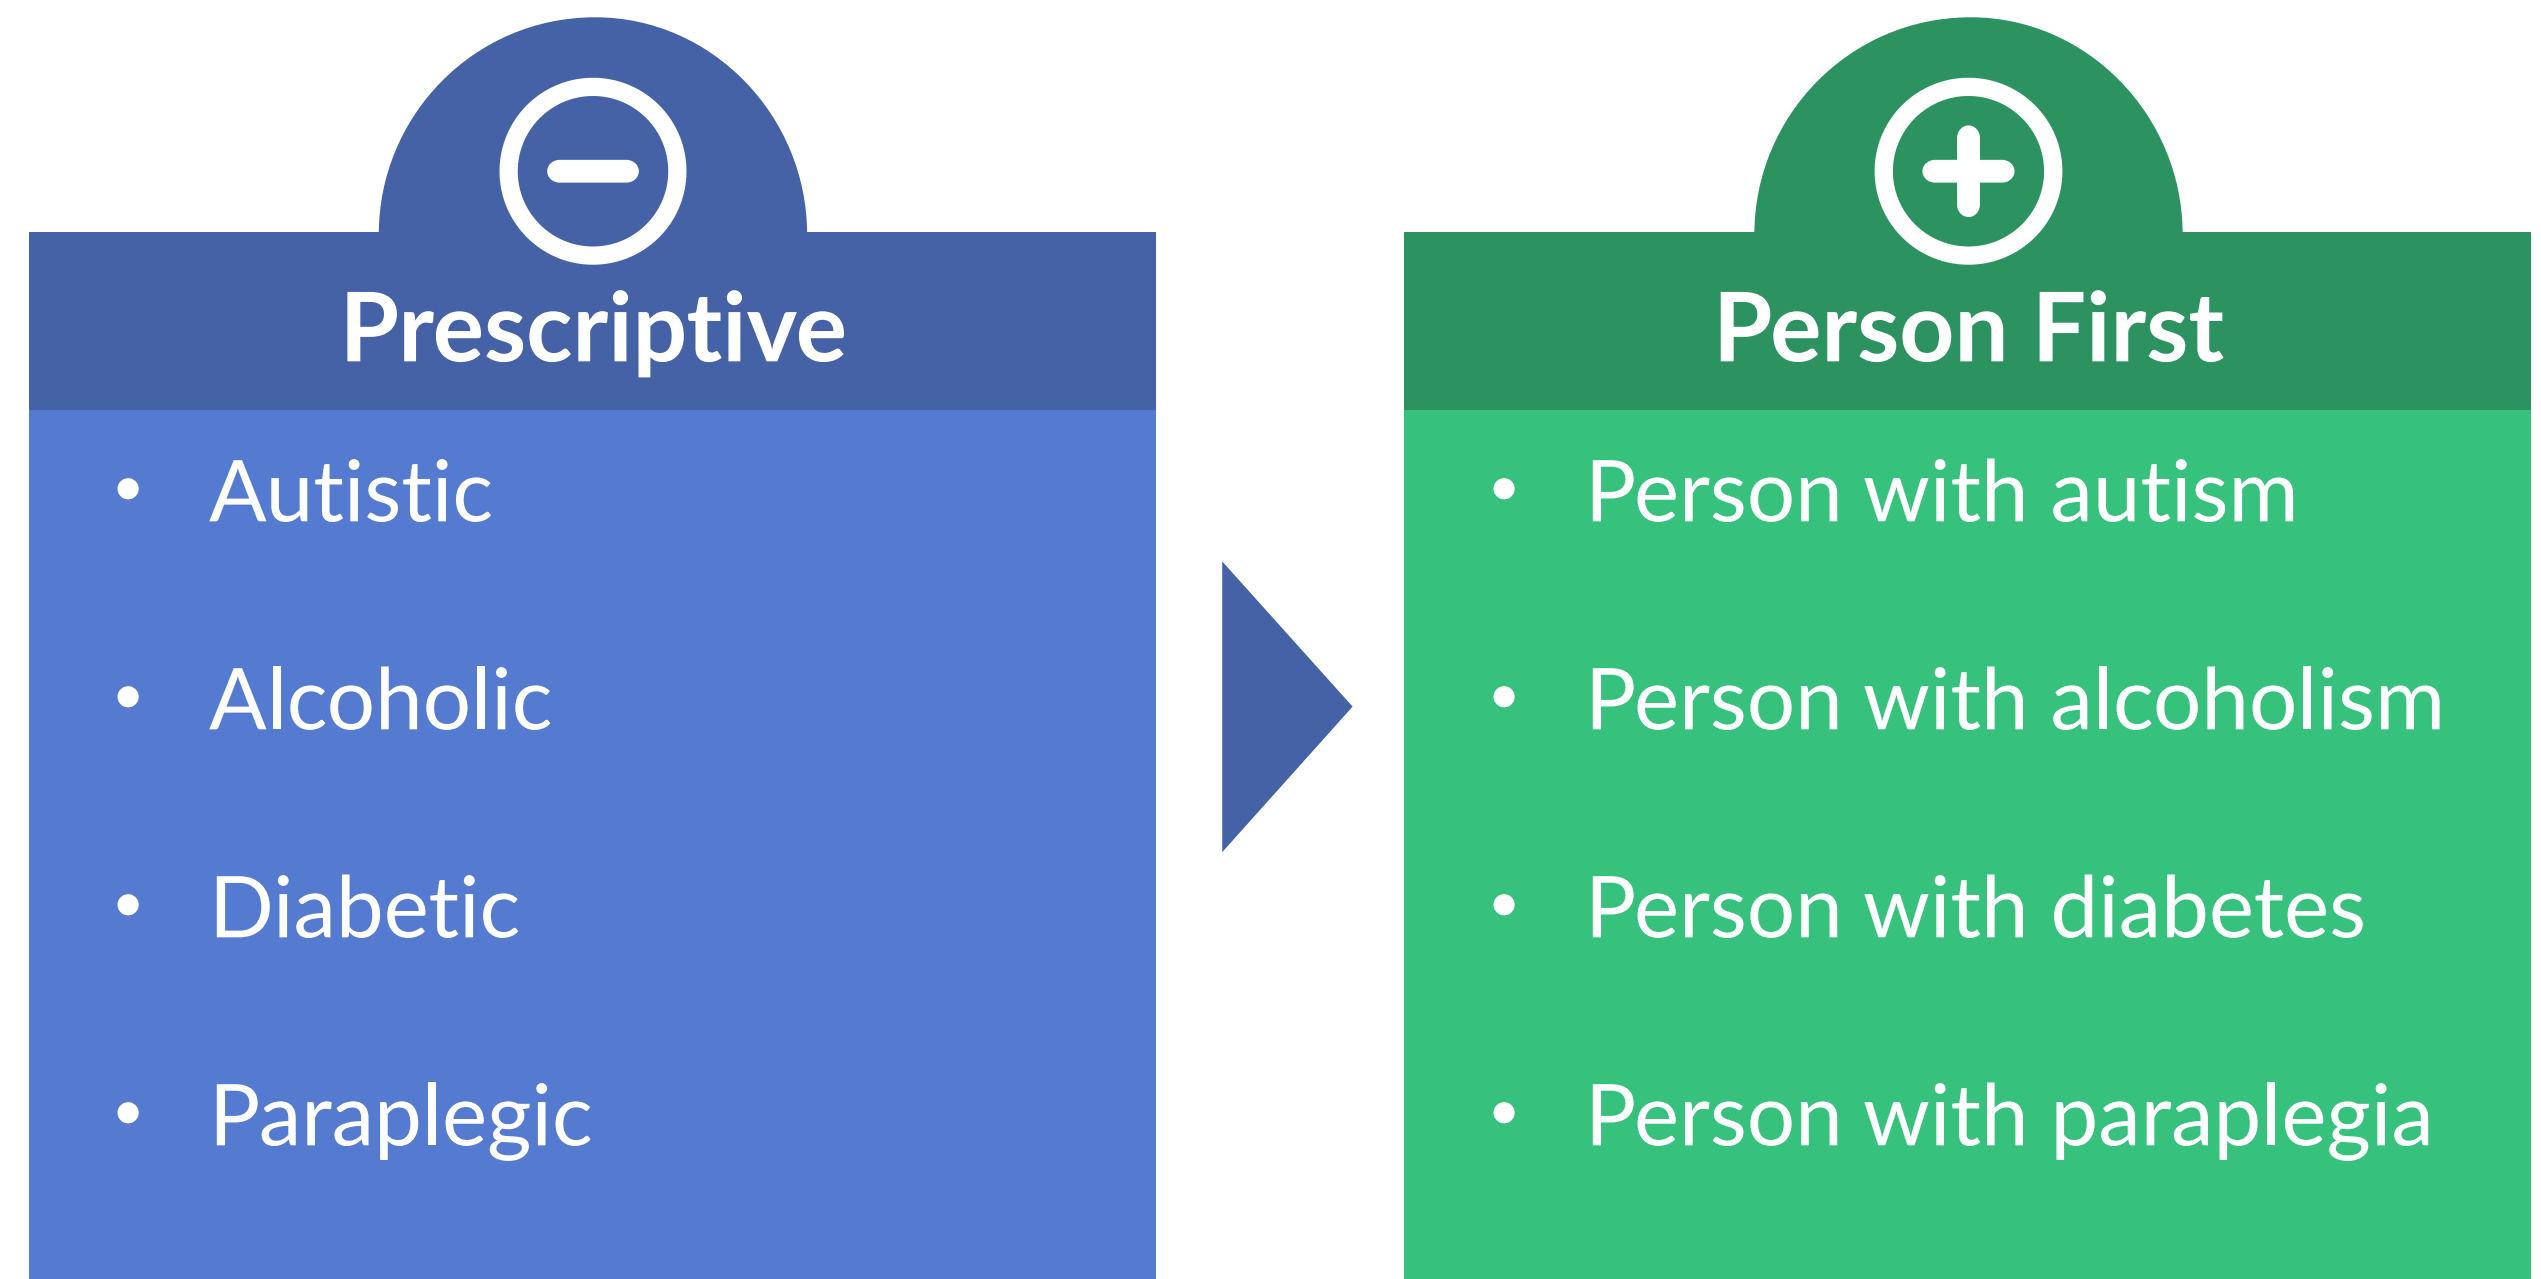 Prescriptive
• Autistic
• Alcoholic
• Diabetic
• Paraplegic
Person First
• Person with autism
• Person with alcoholism
• Person with diabetes
• Person with paraplegia